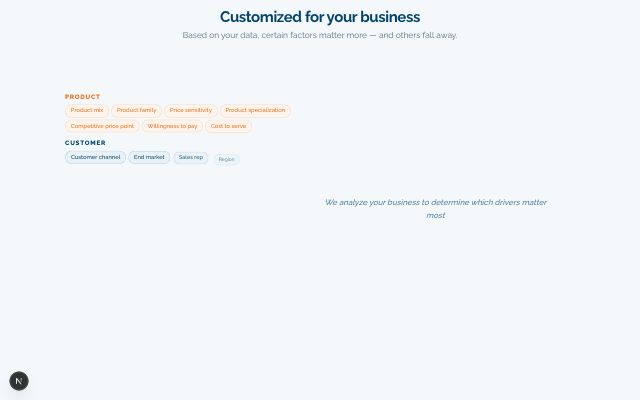 Customized for your business
Based on your data, certain factors matter more — and others fall away.
PRODUCT
Product mix Product family Price sensitivity Product specialization
Competitive price point Willingness to pay Cost to serve
CUSTOMER
Customer channel End market Sales rep Region
We analyze your business to determine which drivers matter
most
N